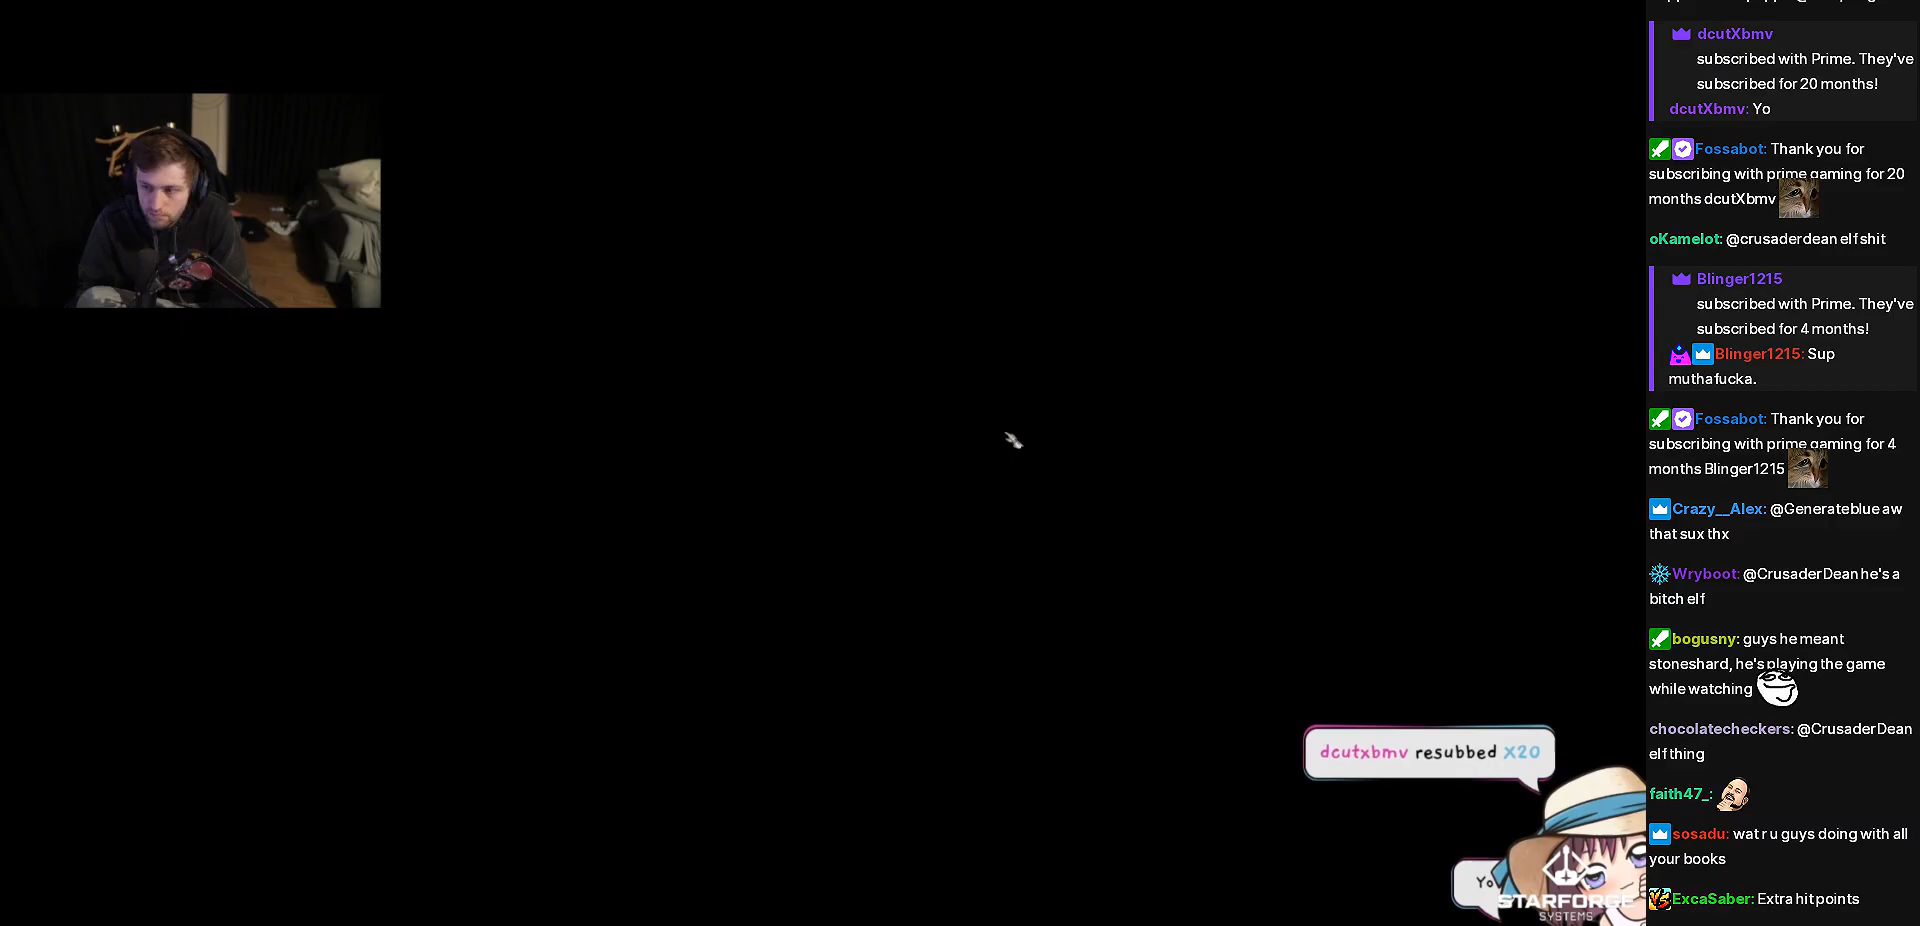 dcutXbmv
subscribed with Prime. They've
subscribed for 20 months!
dcutXbmv: Yo
Fossabot: Thank you for
subscribing with prime gaming for 20
months dcutXbmv
oKamelot: @crusaderdean elf shit
Blinger1215
subscribed with Prime. They've
subscribed for 4 months!
Blinger1215: Sup
muthafucka.
Fossabot: Thank you for
subscribing with prime gaming for 4
months Blinger1215
Crazy__Alex: @Generateblue aw
that sux thx
Wryboot: @CrusaderDean he's a
bitch elf
bogusny: guys he meant
stoneshard, he's playing the game
while watching
chocolatecheckers: @CrusaderDean
elf thing
faith47_:
sosadu: wat r u guys doing with all
your books
ExcaSaber: Extra hitpoints
dcutxbmv resubbed X20
Yo
STARFORGE
SYSTEMS